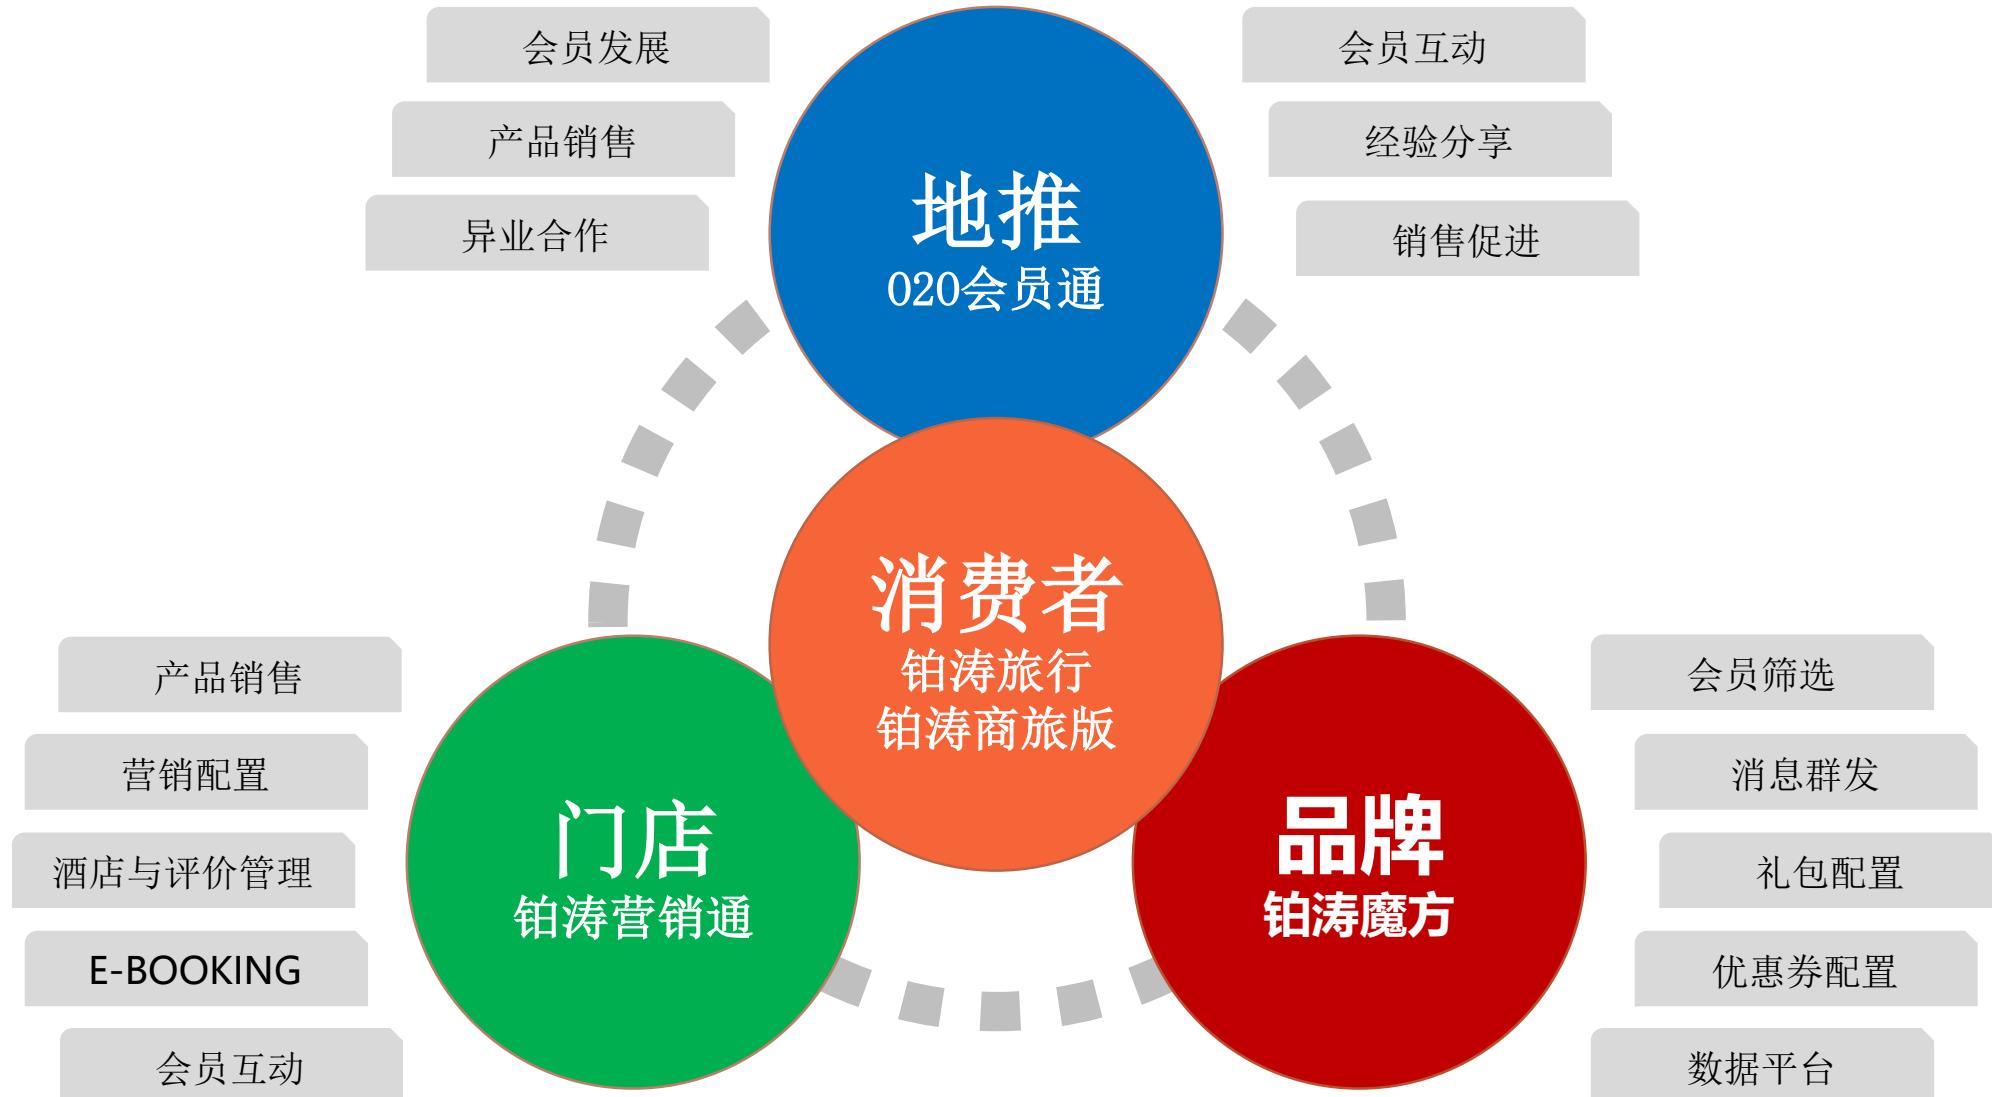 会员发展
产品销售
异业合作
会员互动
经验分享
销售促进
地推
O2O会员通
消费者
铂涛旅行
铂涛商旅版
产品销售
营销配置
酒店与评价管理
E-BOOKING
会员互动
门店
铂涛营销通
品牌
铂涛魔方
会员筛选
消息群发
礼包配置
优惠券配置
数据平台